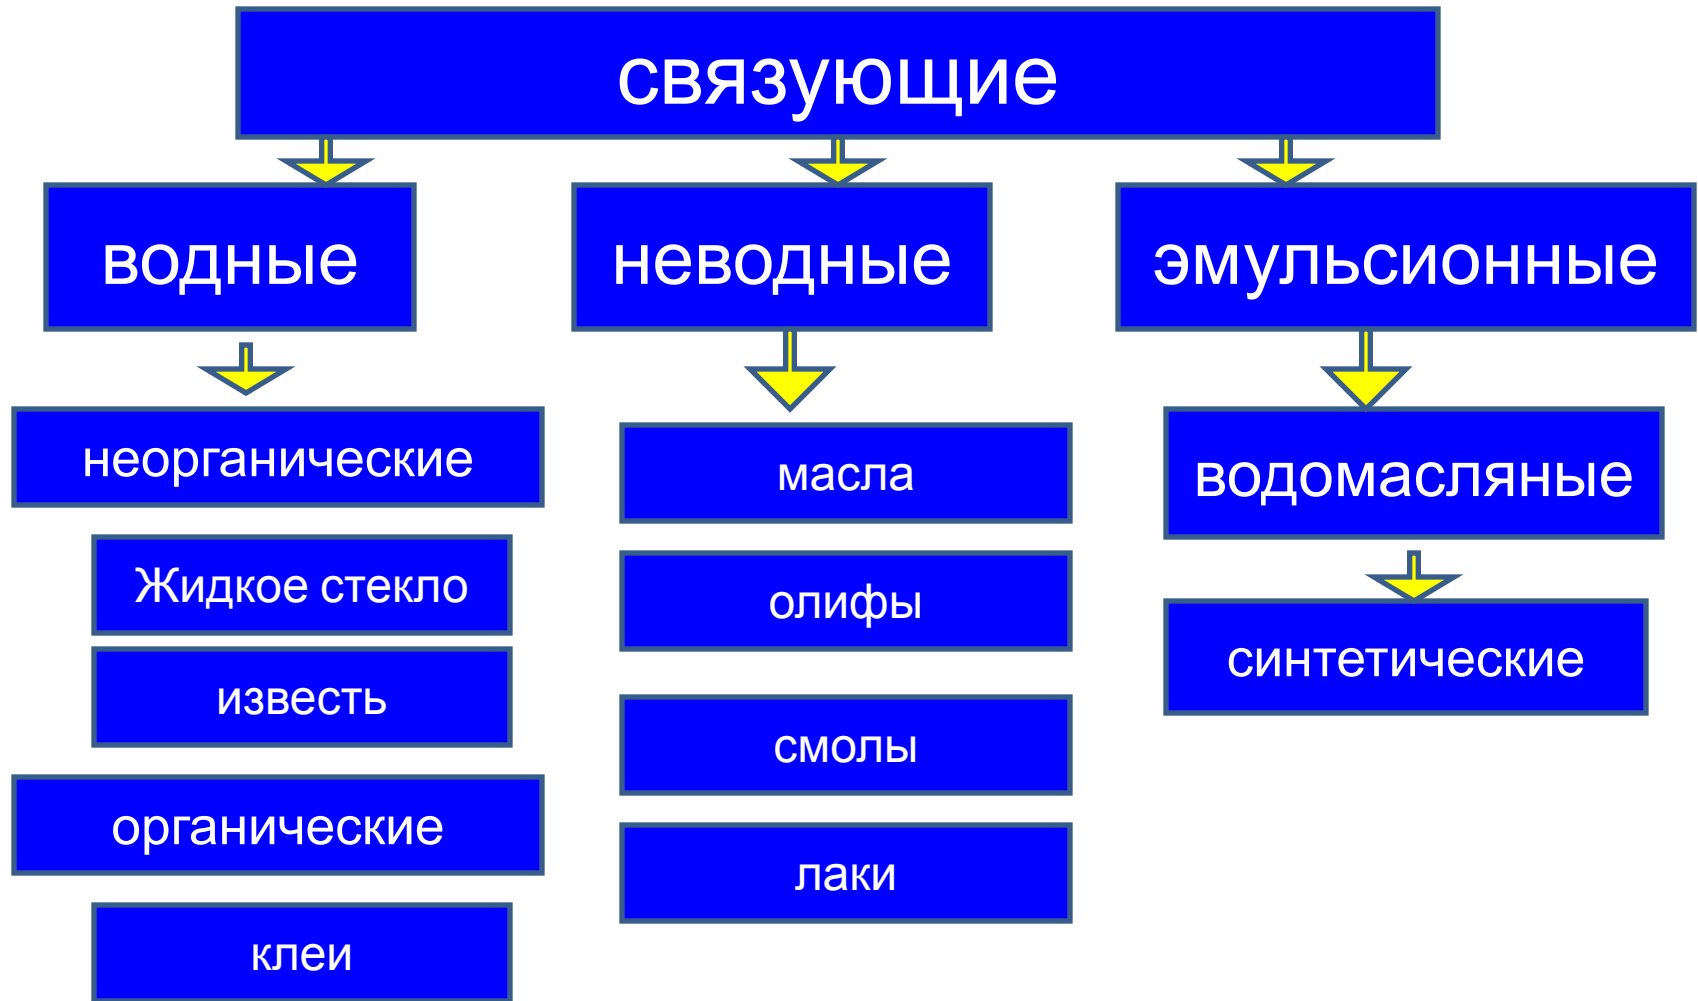 связующие
водные
неводные
эмульсионные
неорганические
Жидкое стекло
известь
органические
клеи
масла
олифы
смолы
лаки
водомасляные
синтетические